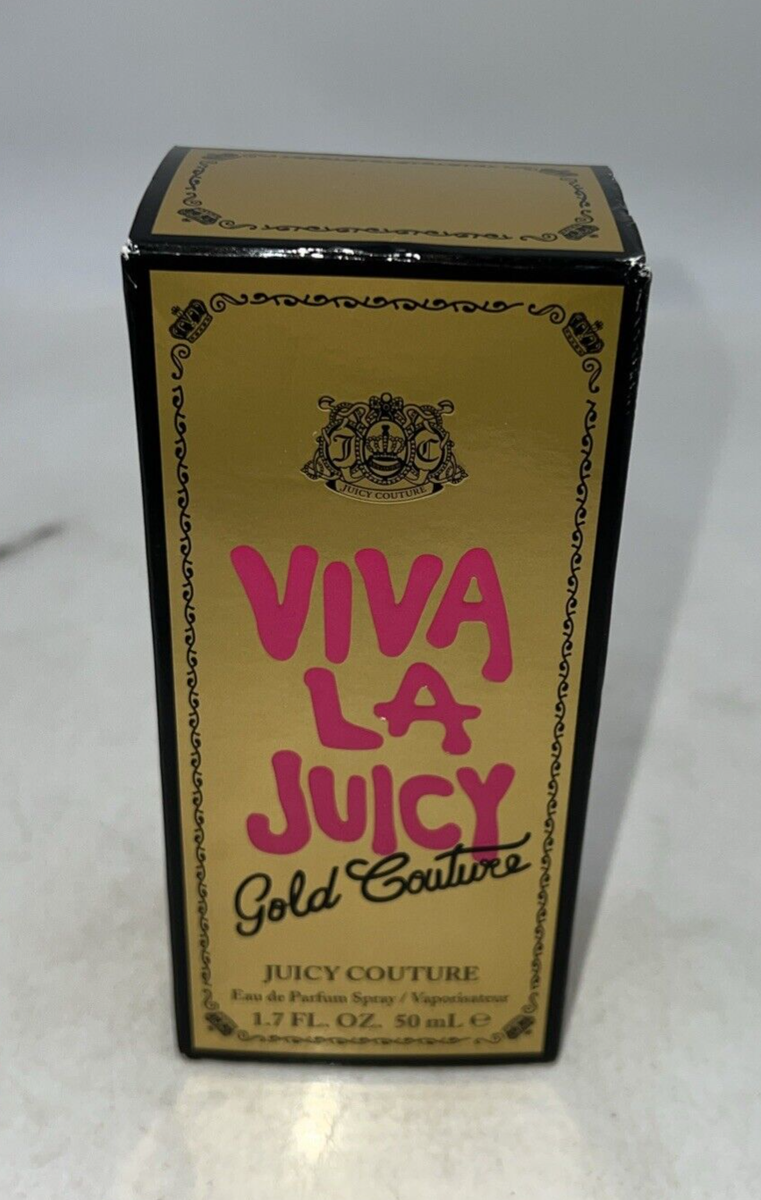 J C
JUICY COUTURE
VIVA
LA
JUICY
Gold Couture
JUICY COUTURE
Eau de Parfum Spray / Vaporisateur
1.7 FL. OZ. 50 mL ℮